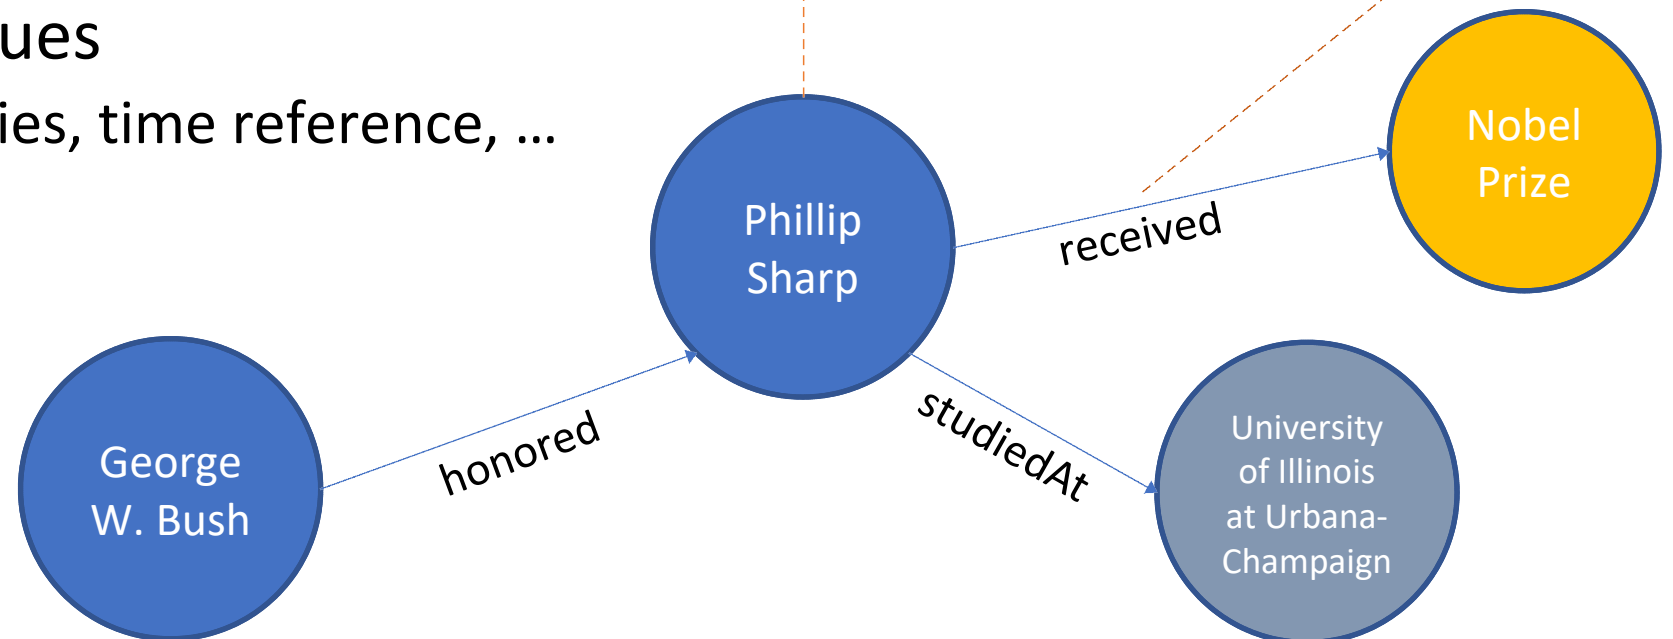 ues
ies, time reference, …
Nobel
Prize
Phillip
Sharp
received
George
W. Bush
honored
studiedAt
University
of Illinois
at Urbana-
Champaign